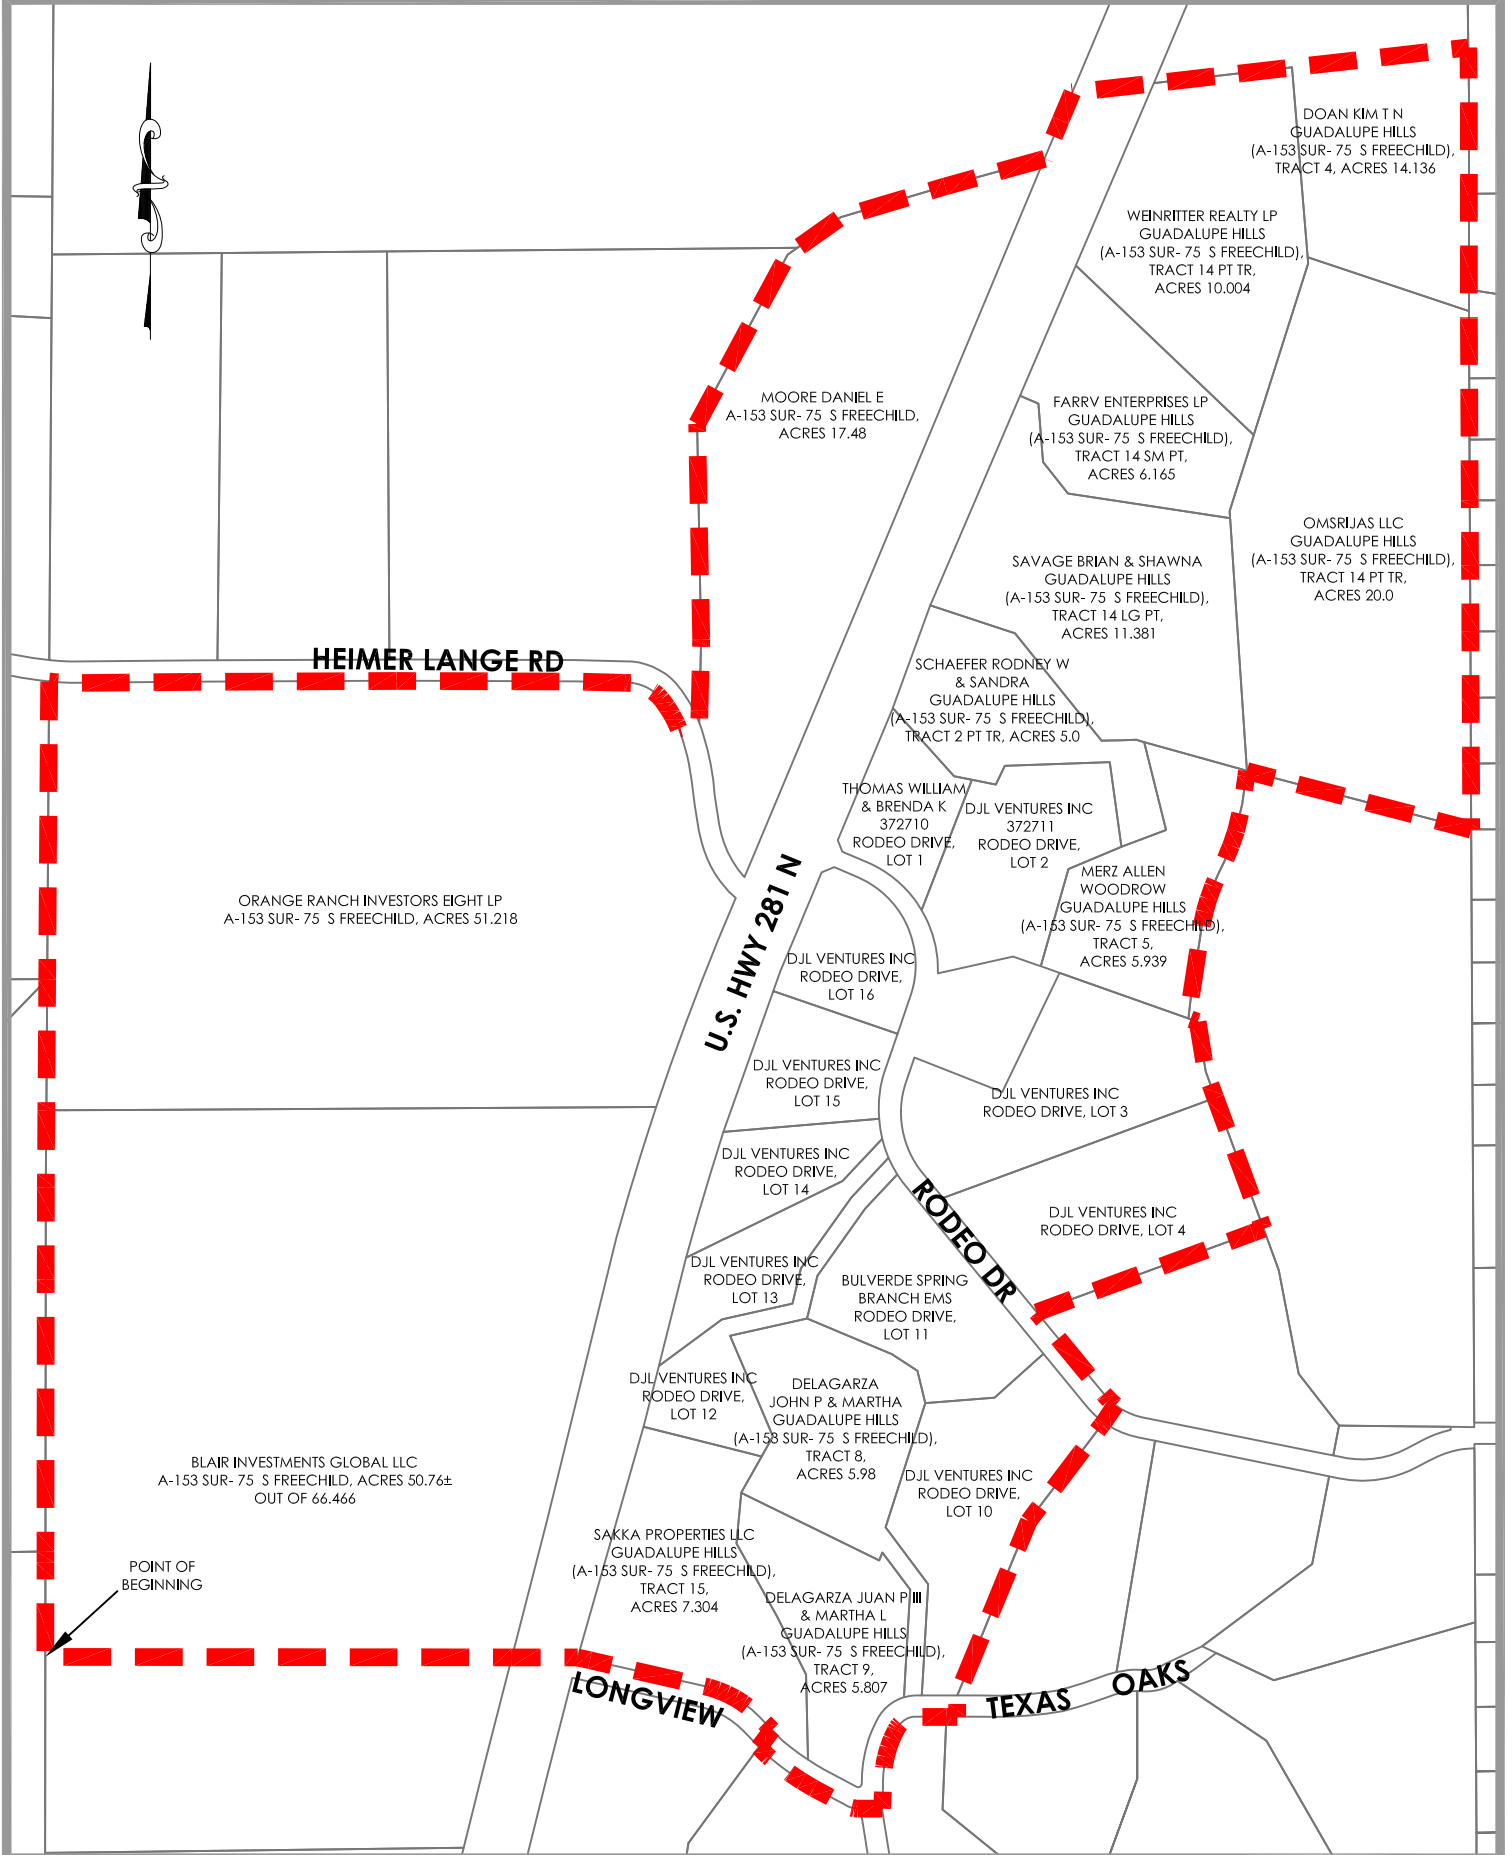 DOAN KIM T N
GUADALUPE HILLS
(A-153 SUR- 75 S FREECHILD),
TRACT 4, ACRES 14.136
WEINRITTER REALTY LP
GUADALUPE HILLS
(A-153 SUR- 75 S FREECHILD),
TRACT 14 PT TR,
ACRES 10.004
MOORE DANIEL E
A-153 SUR- 75 S FREECHILD,
ACRES 17.48
FARRV ENTERPRISES LP
GUADALUPE HILLS
(A-153 SUR- 75 S FREECHILD),
TRACT 14 SM PT,
ACRES 6.165
OMSRIJAS LLC
GUADALUPE HILLS
(A-153 SUR- 75 S FREECHILD),
TRACT 14 PT TR,
ACRES 20.0
SAVAGE BRIAN & SHAWNA
GUADALUPE HILLS
(A-153 SUR- 75 S FREECHILD),
TRACT 14 LG PT,
ACRES 11.381
HEIMER LANGE RD
SCHAEFER RODNEY W
& SANDRA
GUADALUPE HILLS
(A-153 SUR- 75 S FREECHILD),
TRACT 2 PT TR, ACRES 5.0
THOMAS WILLIAM
& BRENDA K
372710
RODEO DRIVE,
LOT 1
DJL VENTURES INC
372711
RODEO DRIVE,
LOT 2
MERZ ALLEN
WOODROW
GUADALUPE HILLS
(A-153 SUR- 75 S FREECHILD),
TRACT 5,
ACRES 5.939
ORANGE RANCH INVESTORS EIGHT LP
A-153 SUR- 75 S FREECHILD, ACRES 51.218
U.S. HWY 281 N
DJL VENTURES INC
RODEO DRIVE,
LOT 16
DJL VENTURES INC
RODEO DRIVE,
LOT 15
DJL VENTURES INC
RODEO DRIVE, LOT 3
DJL VENTURES INC
RODEO DRIVE,
LOT 14
RODEO DR
DJL VENTURES INC
RODEO DRIVE, LOT 4
DJL VENTURES INC
RODEO DRIVE,
LOT 13
BULVERDE SPRING
BRANCH EMS
RODEO DRIVE,
LOT 11
DJL VENTURES INC
RODEO DRIVE,
LOT 12
DELAGARZA
JOHN P & MARTHA
GUADALUPE HILLS
(A-153 SUR- 75 S FREECHILD),
TRACT 8,
ACRES 5.98
BLAIR INVESTMENTS GLOBAL LLC
A-153 SUR- 75 S FREECHILD, ACRES 50.76±
OUT OF 66.466
DJL VENTURES INC
RODEO DRIVE,
LOT 10
SAKKA PROPERTIES LLC
GUADALUPE HILLS
(A-153 SUR- 75 S FREECHILD),
TRACT 15,
ACRES 7.304
POINT OF
BEGINNING
DELAGARZA JUAN P III
& MARTHA L
GUADALUPE HILLS
(A-153 SUR- 75 S FREECHILD),
TRACT 9,
ACRES 5.807
LONGVIEW
TEXAS OAKS